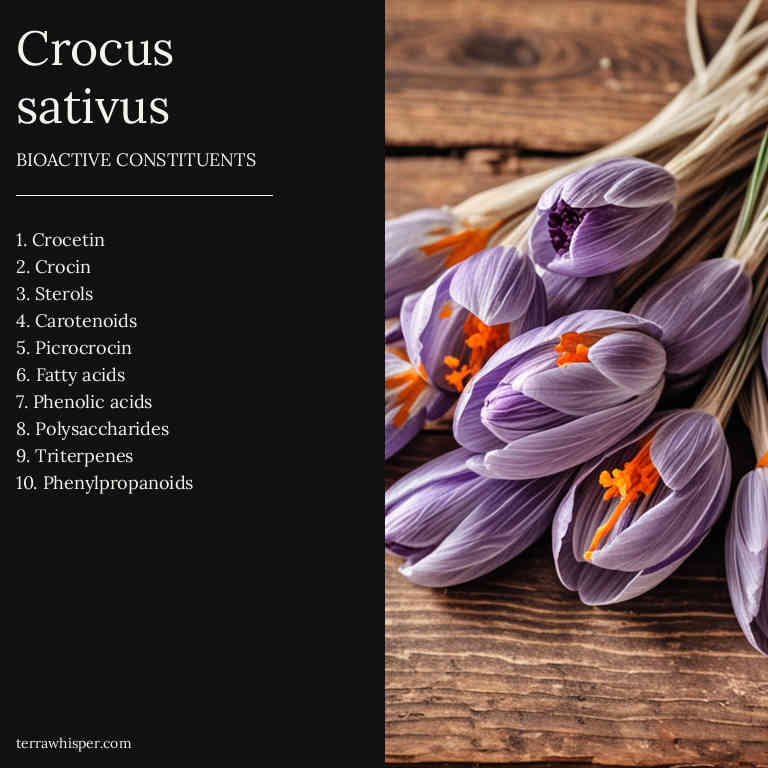 Crocus
sativus
BIOACTIVE CONSTITUENTS
1. Crocetin
2. Crocin
3. Sterols
4. Carotenoids
5. Picrocrocin
6. Fatty acids
7. Phenolic acids
8. Polysaccharides
9. Triterpenes
10. Phenylpropanoids
terrawhisper.com